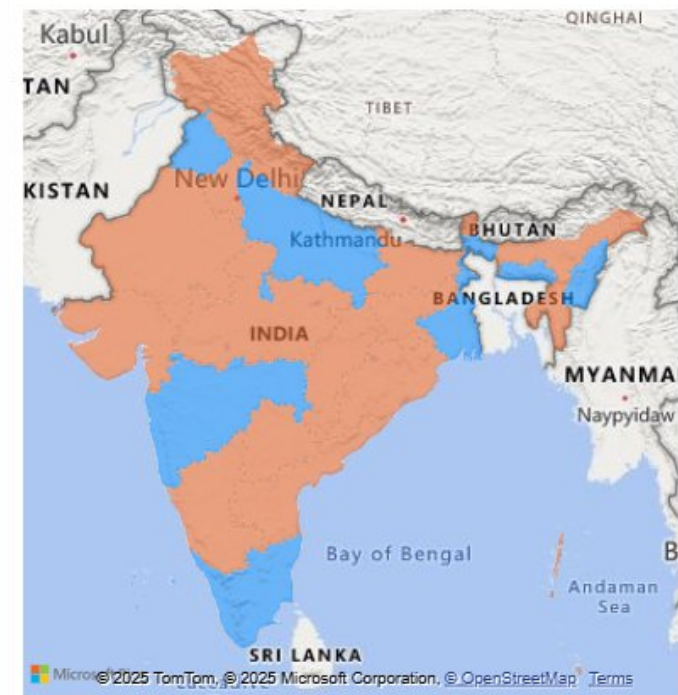 QINGHAI
Kabul
TAN
TIBET
KISTAN
New Delhi
NEPAL
Kathmandu
BHUTAN
BANGLADESH
INDIA
MYANMA
Naypyidaw
Bay of Bengal
B
Andaman
Sea
SRI LANKA
Microsoft
© 2025 TomTom, © 2025 Microsoft Corporation, © OpenStreetMap Terms